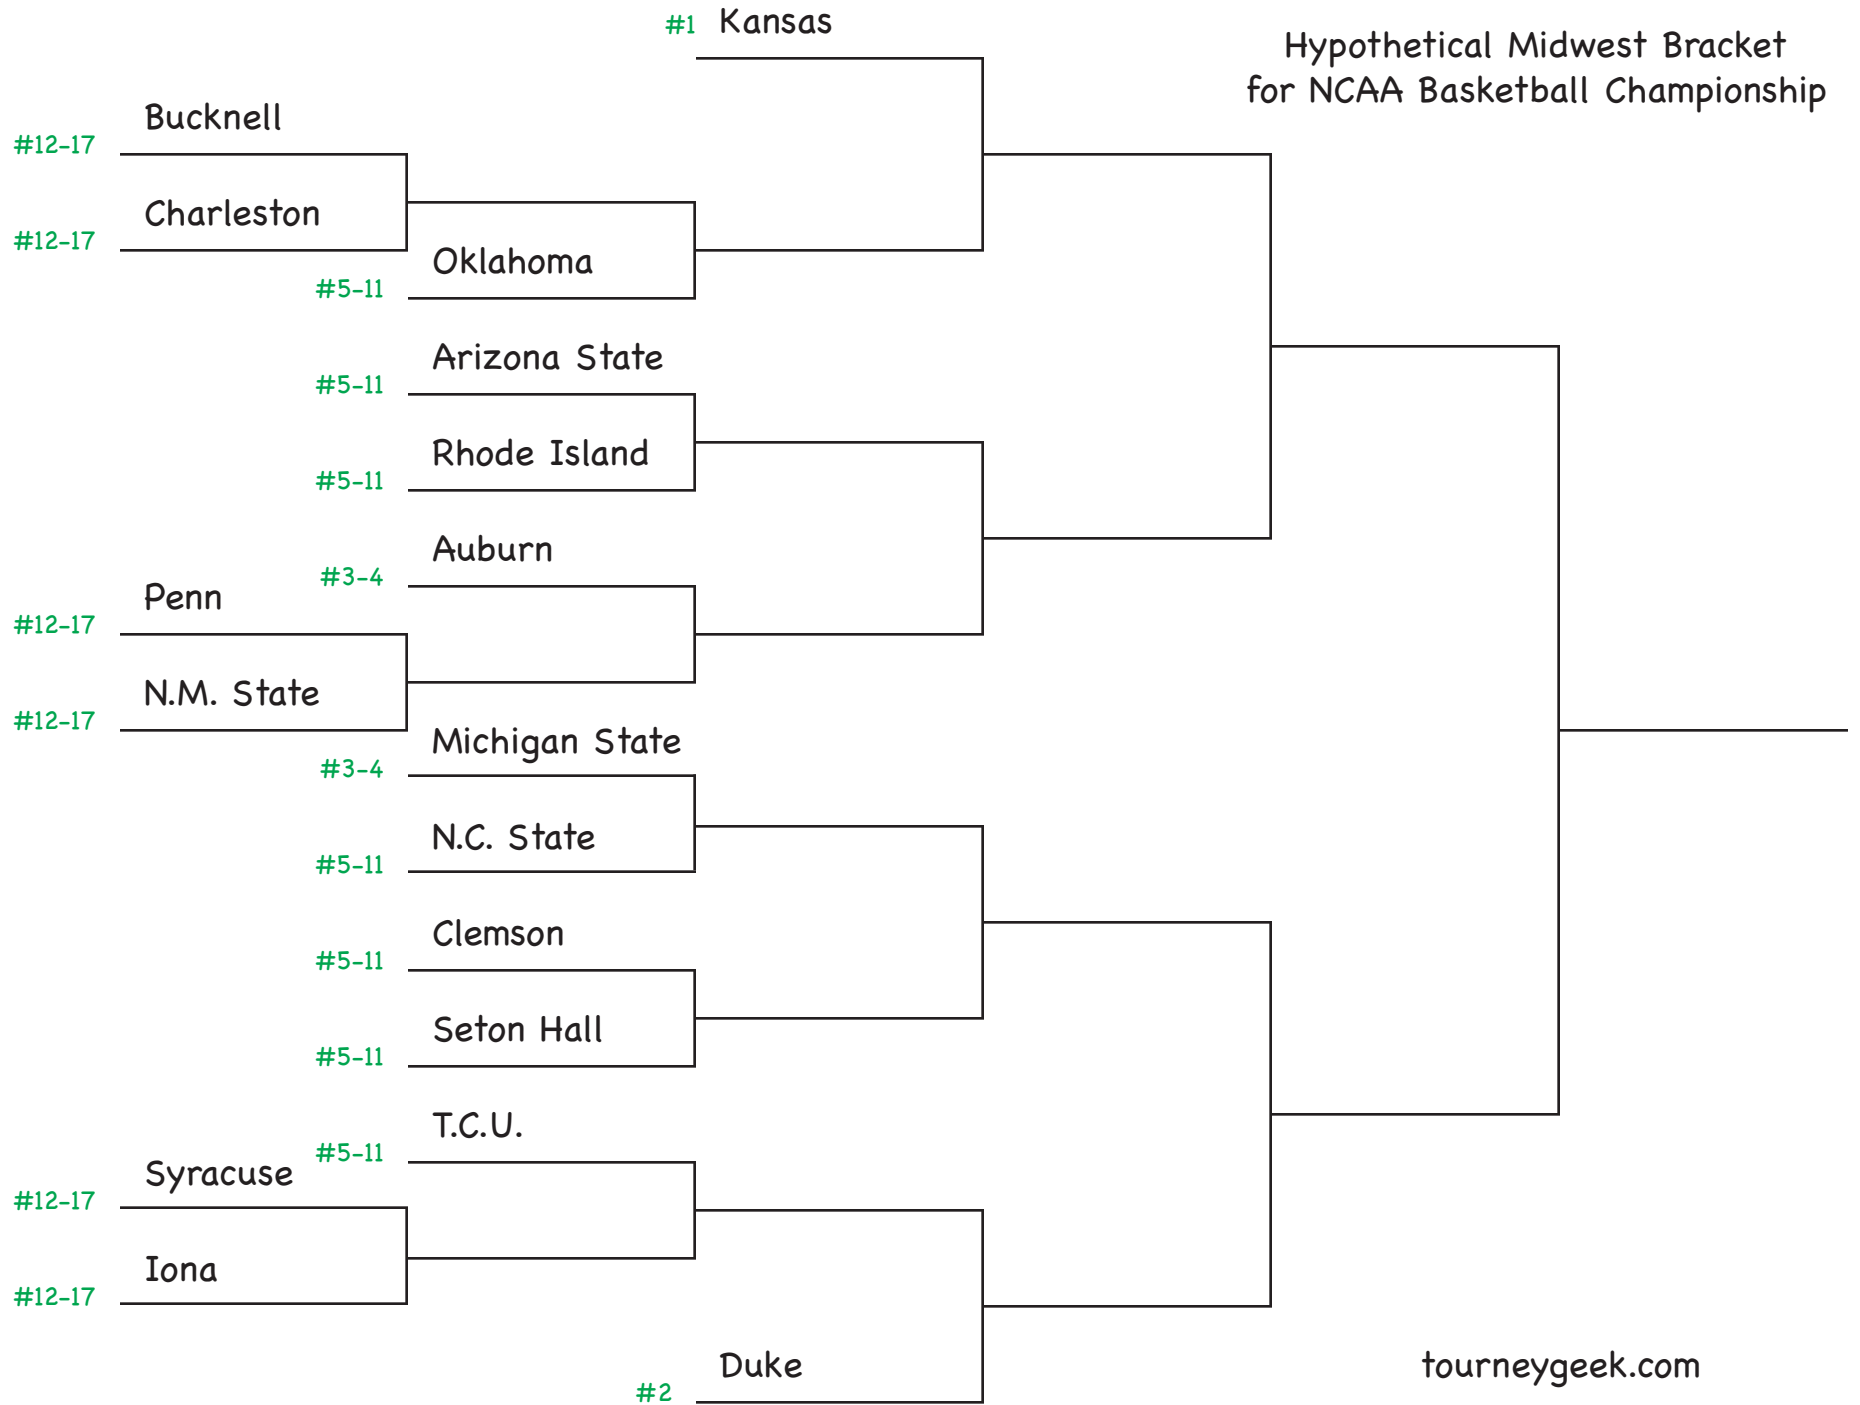 #1 Kansas
Hypothetical Midwest Bracket
for NCAA Basketball Championship
Bucknell
#12-17
Charleston
#12-17
Oklahoma
#5-11
Arizona State
#5-11
Rhode Island
#5-11
Auburn
#3-4
Penn
#12-17
N.M. State
#12-17
Michigan State
#3-4
N.C. State
#5-11
Clemson
#5-11
Seton Hall
#5-11
T.C.U.
#5-11
Syracuse
#12-17
Iona
#12-17
Duke
#2
tourneygeek.com